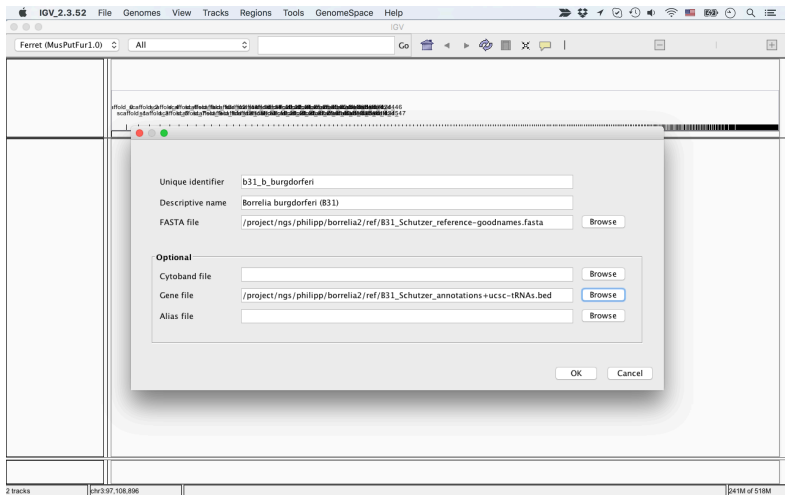 IGV_2.3.52 File Genomes View Tracks Regions Tools GenomeSpace Help
IGV
Ferret (MusPutFur1.0) All Go
Unique identifier b31_b_burgdorferi
Descriptive name Borrelia burgdorferi (B31)
FASTA file /project/ngs/philipp/borrelia2/ref/B31_Schutzer_reference-goodnames.fasta Browse
Optional
Cytoband file Browse
Gene file /project/ngs/philipp/borrelia2/ref/B31_Schutzer_annotations+ucsc-tRNAs.bed Browse
Alias file Browse
OK Cancel
2 tracks chr3:97,108,896 241M of 518M